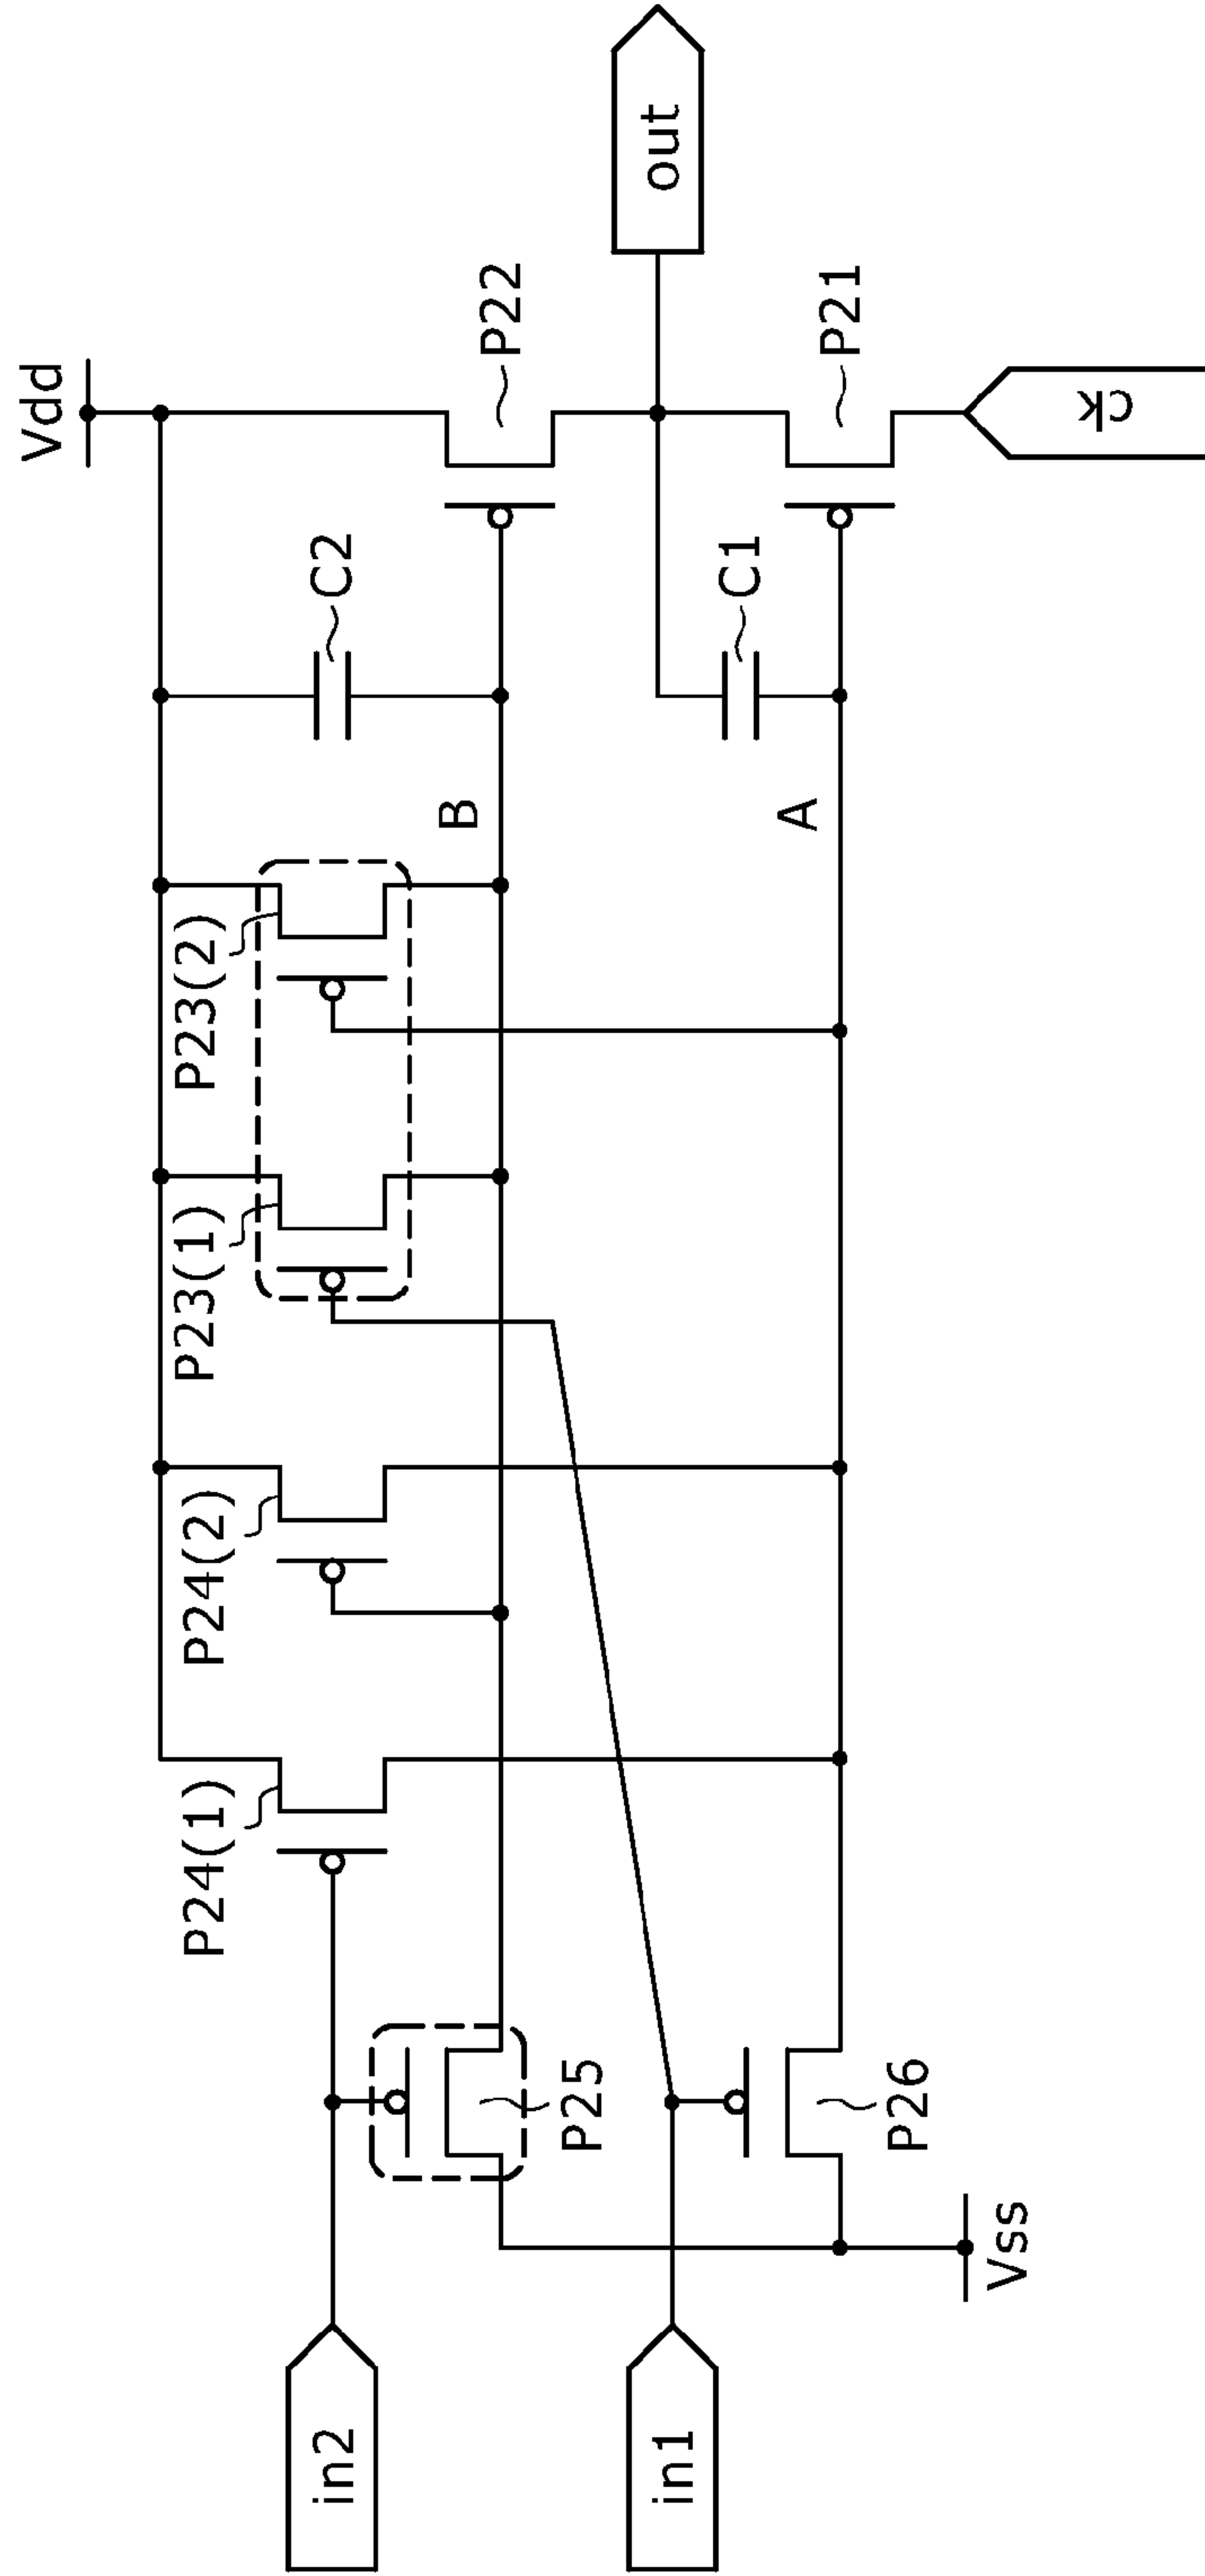 Vdd
C2
P23(2)
P23(1)
P24(2)
P24(1)
in2
P22
B
P25
out
C1
in1
P21
A
P26
Vss
ck